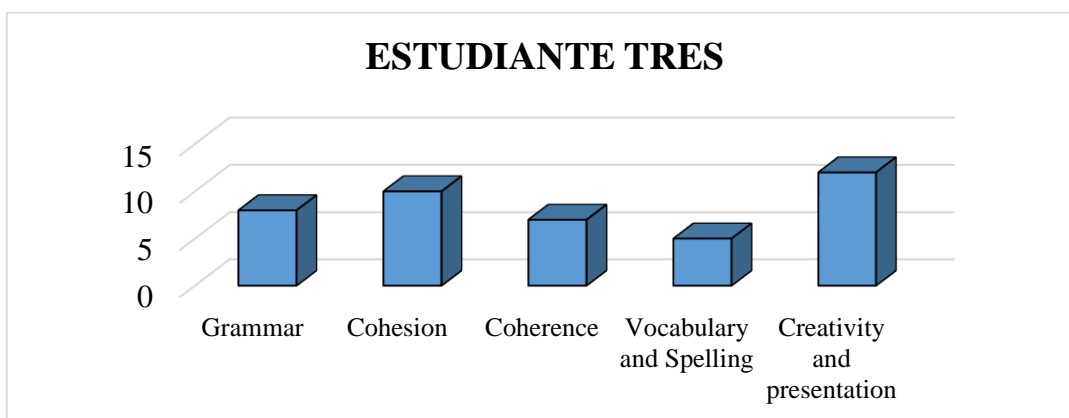 ESTUDIANTE TRES
15
10
5
0
Grammar
Cohesion
Coherence
Vocabulary
and Spelling
Creativity
and
presentation